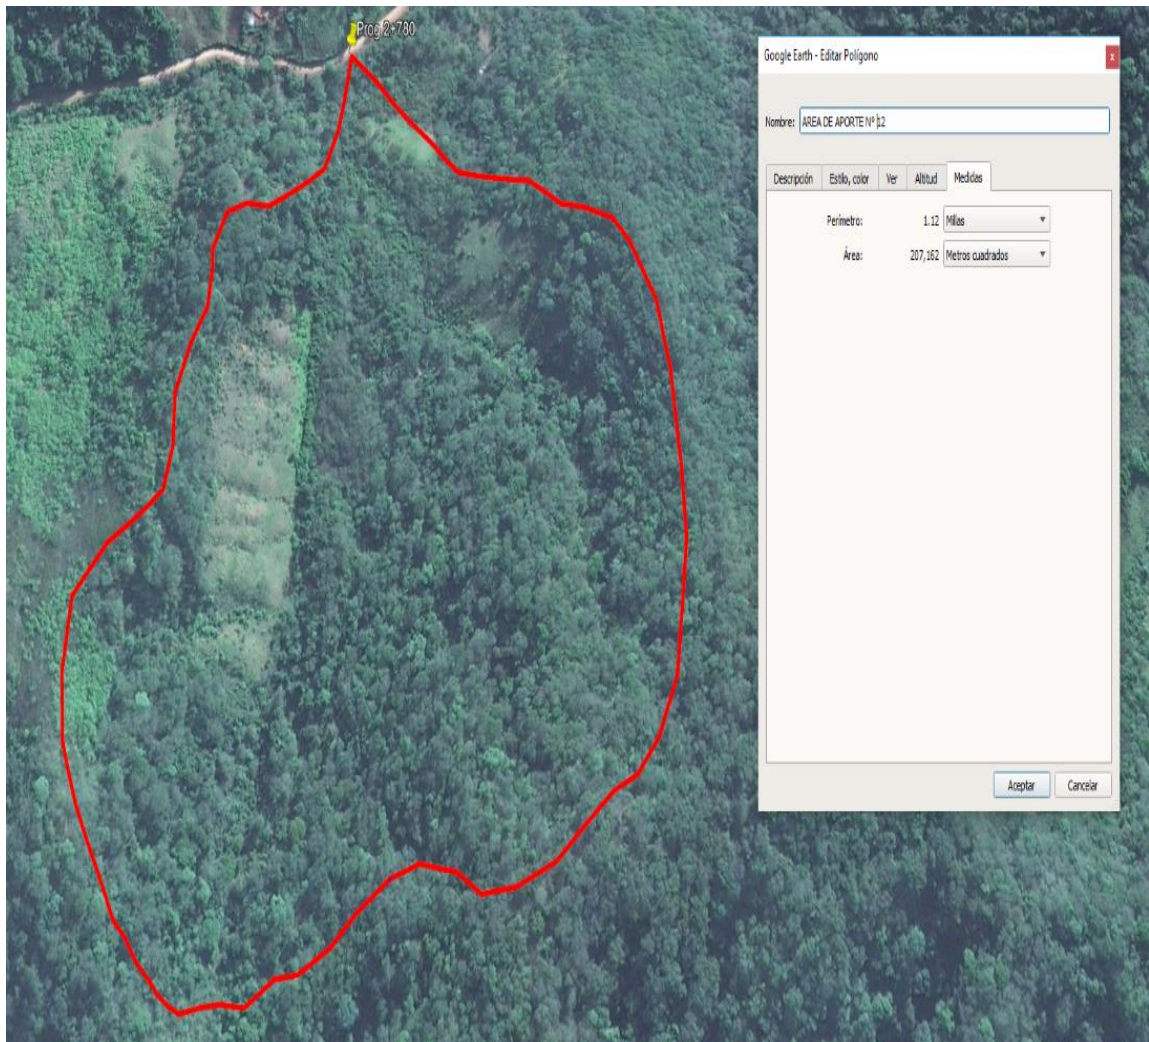 Prog 2+780
Google Earth - Editar Polígono
x
Nombre: AREA DE APORTE Nº 12
Descripción Estilo, color Ver Altitud Medidas
Perímetro: 1.12 Millas
Área: 207,162 Metros cuadrados
Aceptar Cancelar